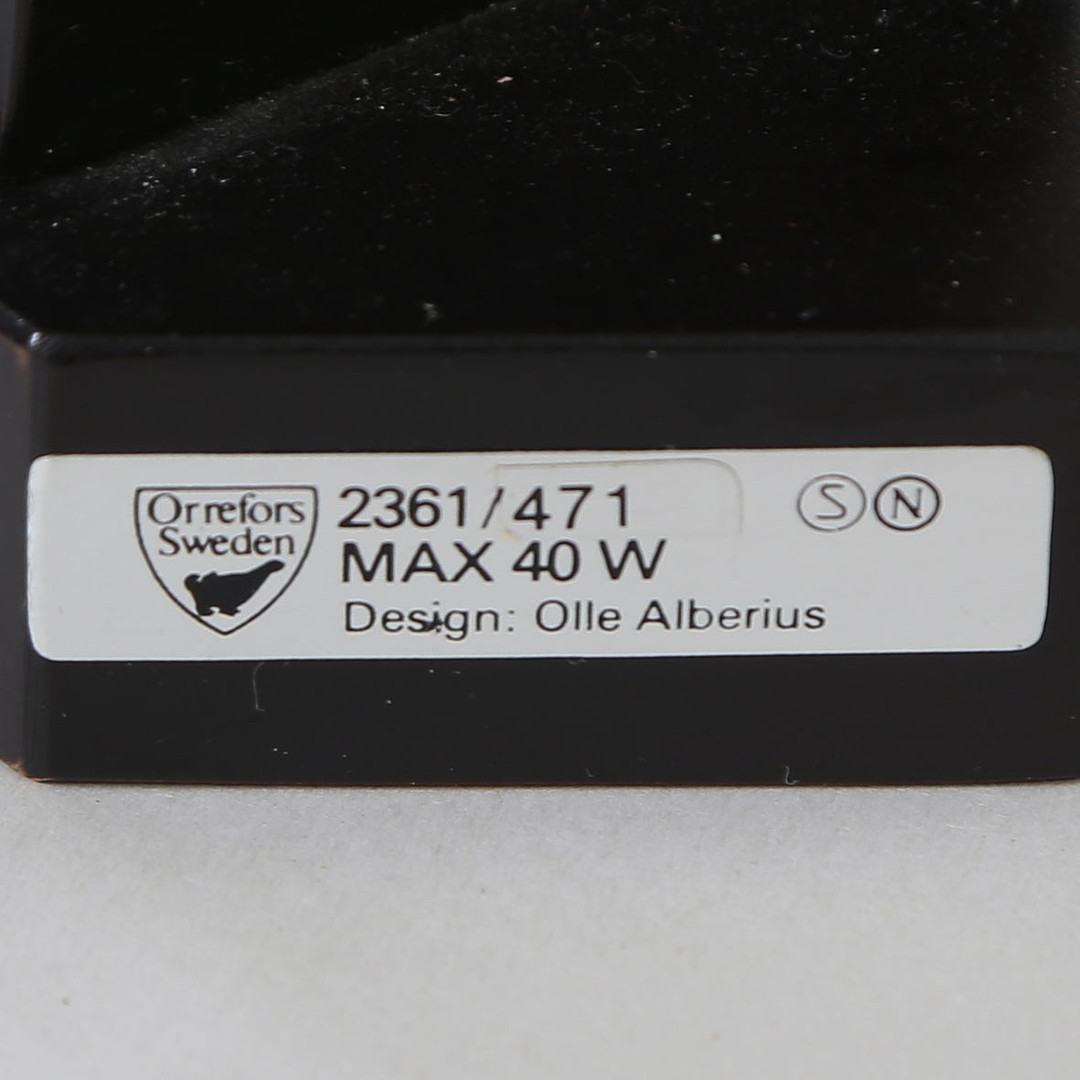 Orrefors
Sweden
2361/471
MAX 40 W
Design: Olle Alberius
S N